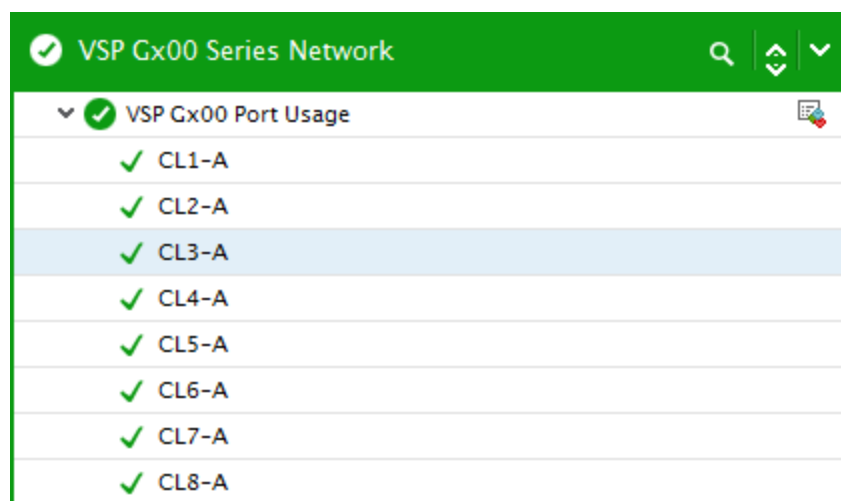 VSP Gx00 Series Network
VSP Gx00 Port Usage
CL1-A
CL2-A
CL3-A
CL4-A
CL5-A
CL6-A
CL7-A
CL8-A